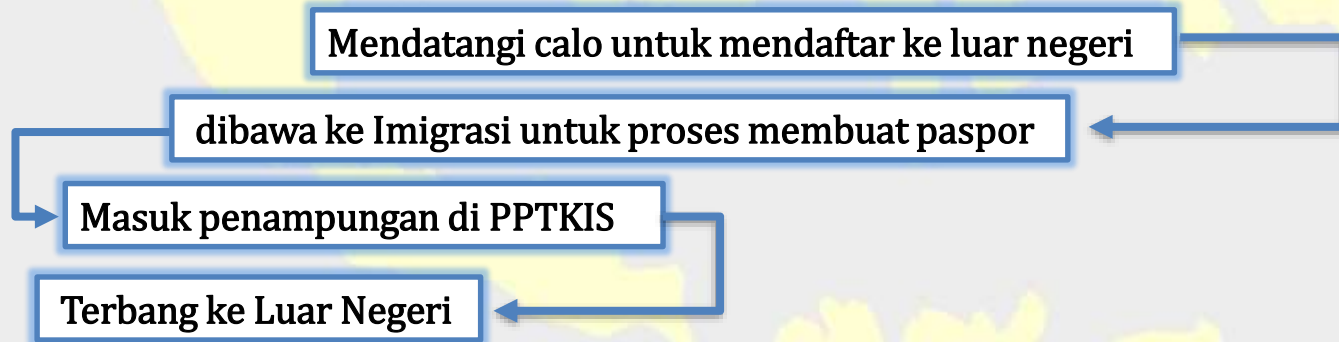 Mendatangi calo untuk mendaftar ke luar negeri
dibawa ke Imigrasi untuk proses membuat paspor
Masuk penampungan di PPTKIS
Terbang ke Luar Negeri